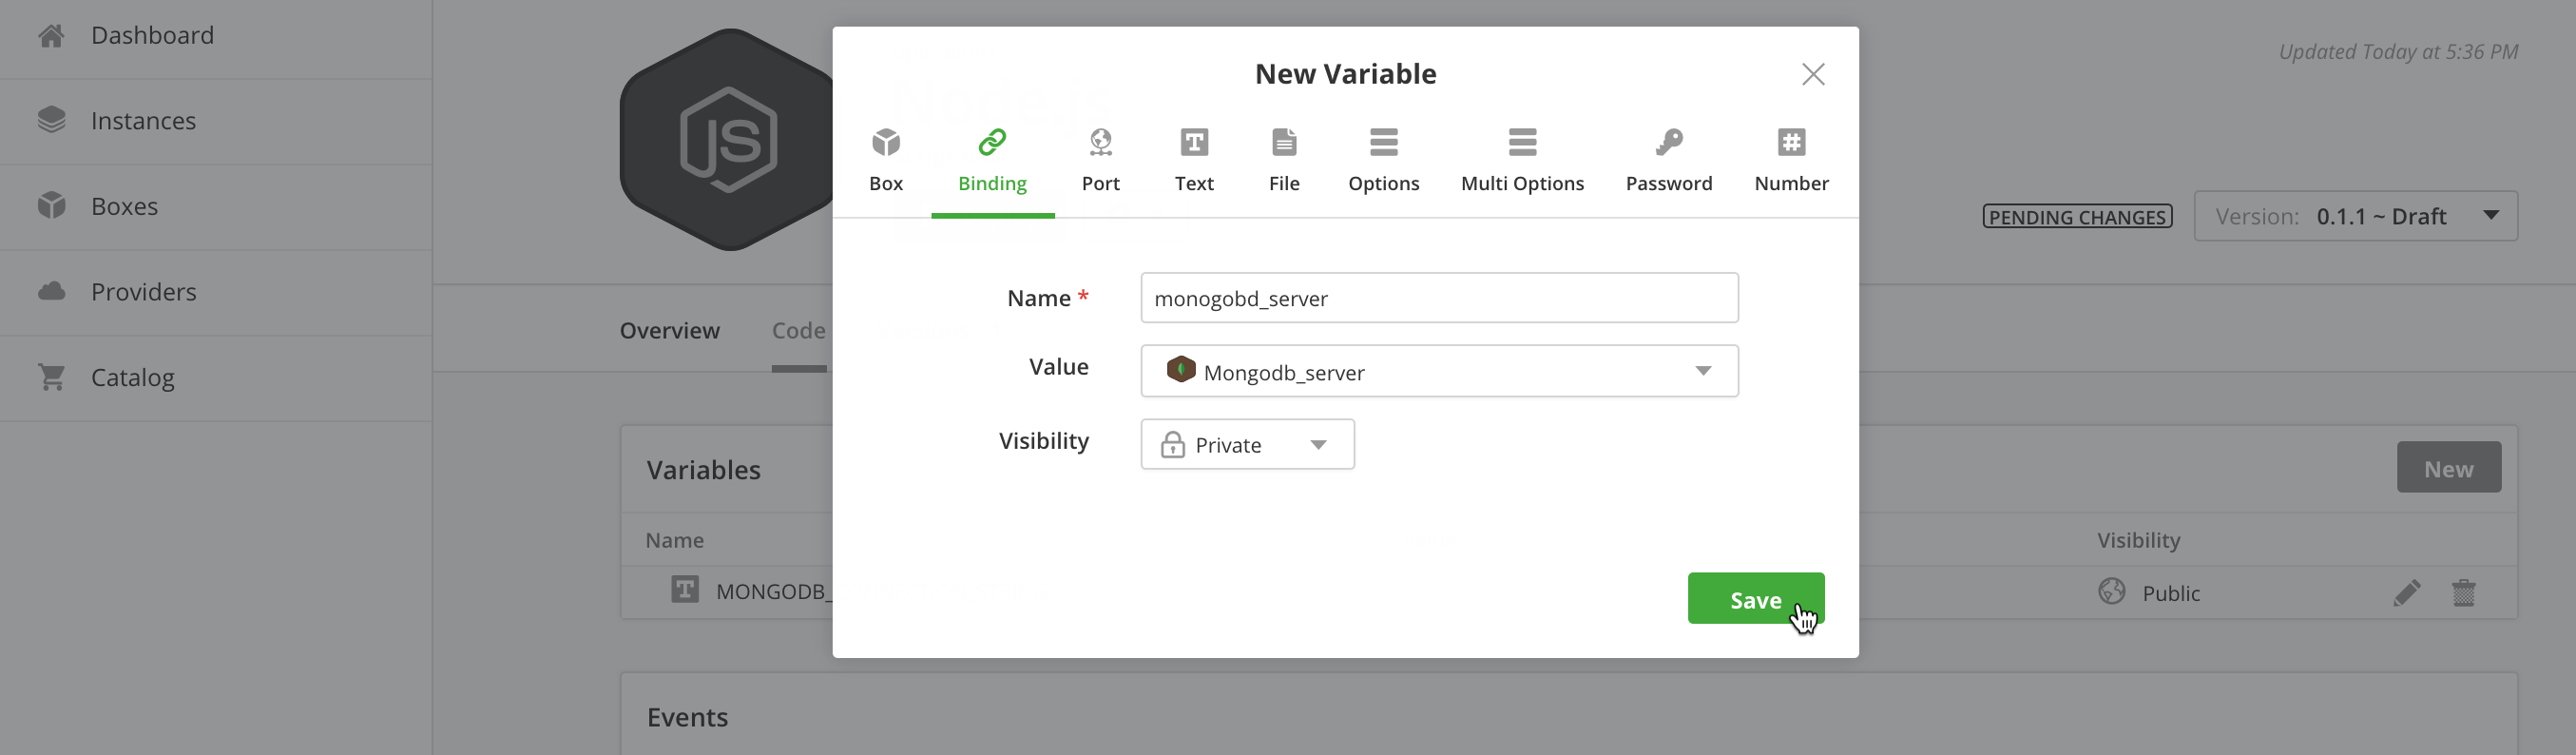 Dashboard
Instances
Boxes
Providers
Catalog
JS
Updated Today at 5:36 PM
PENDING CHANGES
Version: 0.1.1 ~ Draft
Overview Code
Variables
New
Name Visibility
MONGODB_ Public
Events
New Variable
Box Binding Port Text File Options Multi Options Password Number
Name * monogobd_server
Value Mongodb_server
Visibility Private
Save